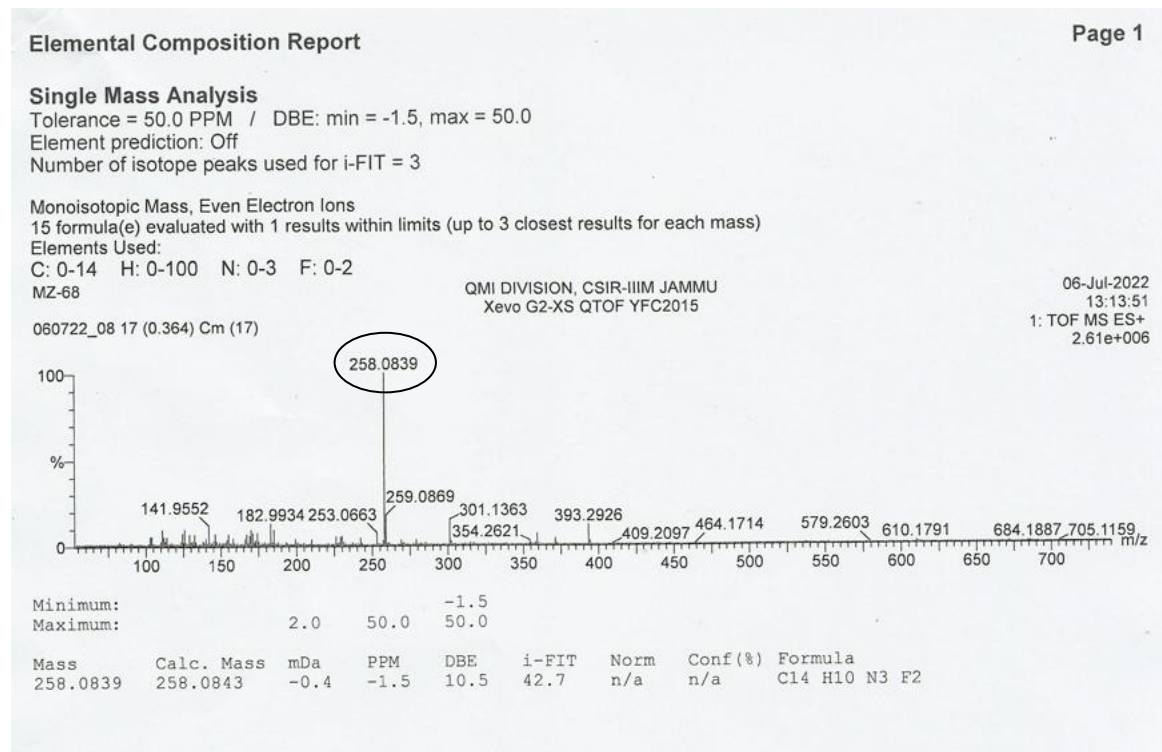 Page 1
Elemental Composition Report
Single Mass Analysis
Tolerance = 50.0 PPM / DBE: min = -1.5, max = 50.0
Element prediction: Off
Number of isotope peaks used for i-FIT = 3
Monoisotopic Mass, Even Electron Ions
15 formula(e) evaluated with 1 results within limits (up to 3 closest results for each mass)
Elements Used:
C: 0-14 H: 0-100 N: 0-3 F: 0-2
MZ-68
QMI DIVISION, CSIR-IIIM JAMMU
Xevo G2-XS QTOF YFC2015
06-Jul-2022
13:13:51
060722_08 17 (0.364) Cm (17)
1: TOF MS ES+
2.61e+006
258.0839
100
%
0
141.9552
182.9934
253.0663
259.0869
301.1363
354.2621
393.2926
409.2097
464.1714
579.2603
610.1791
684.1887
705.1159
m/z
100 150 200 250 300 350 400 450 500 550 600 650 700
Minimum: -1.5
Maximum: 2.0 50.0 50.0
Mass Calc. Mass mDa PPM DBE i-FIT Norm Conf(%) Formula
258.0839 258.0843 -0.4 -1.5 10.5 42.7 n/a n/a C14 H10 N3 F2